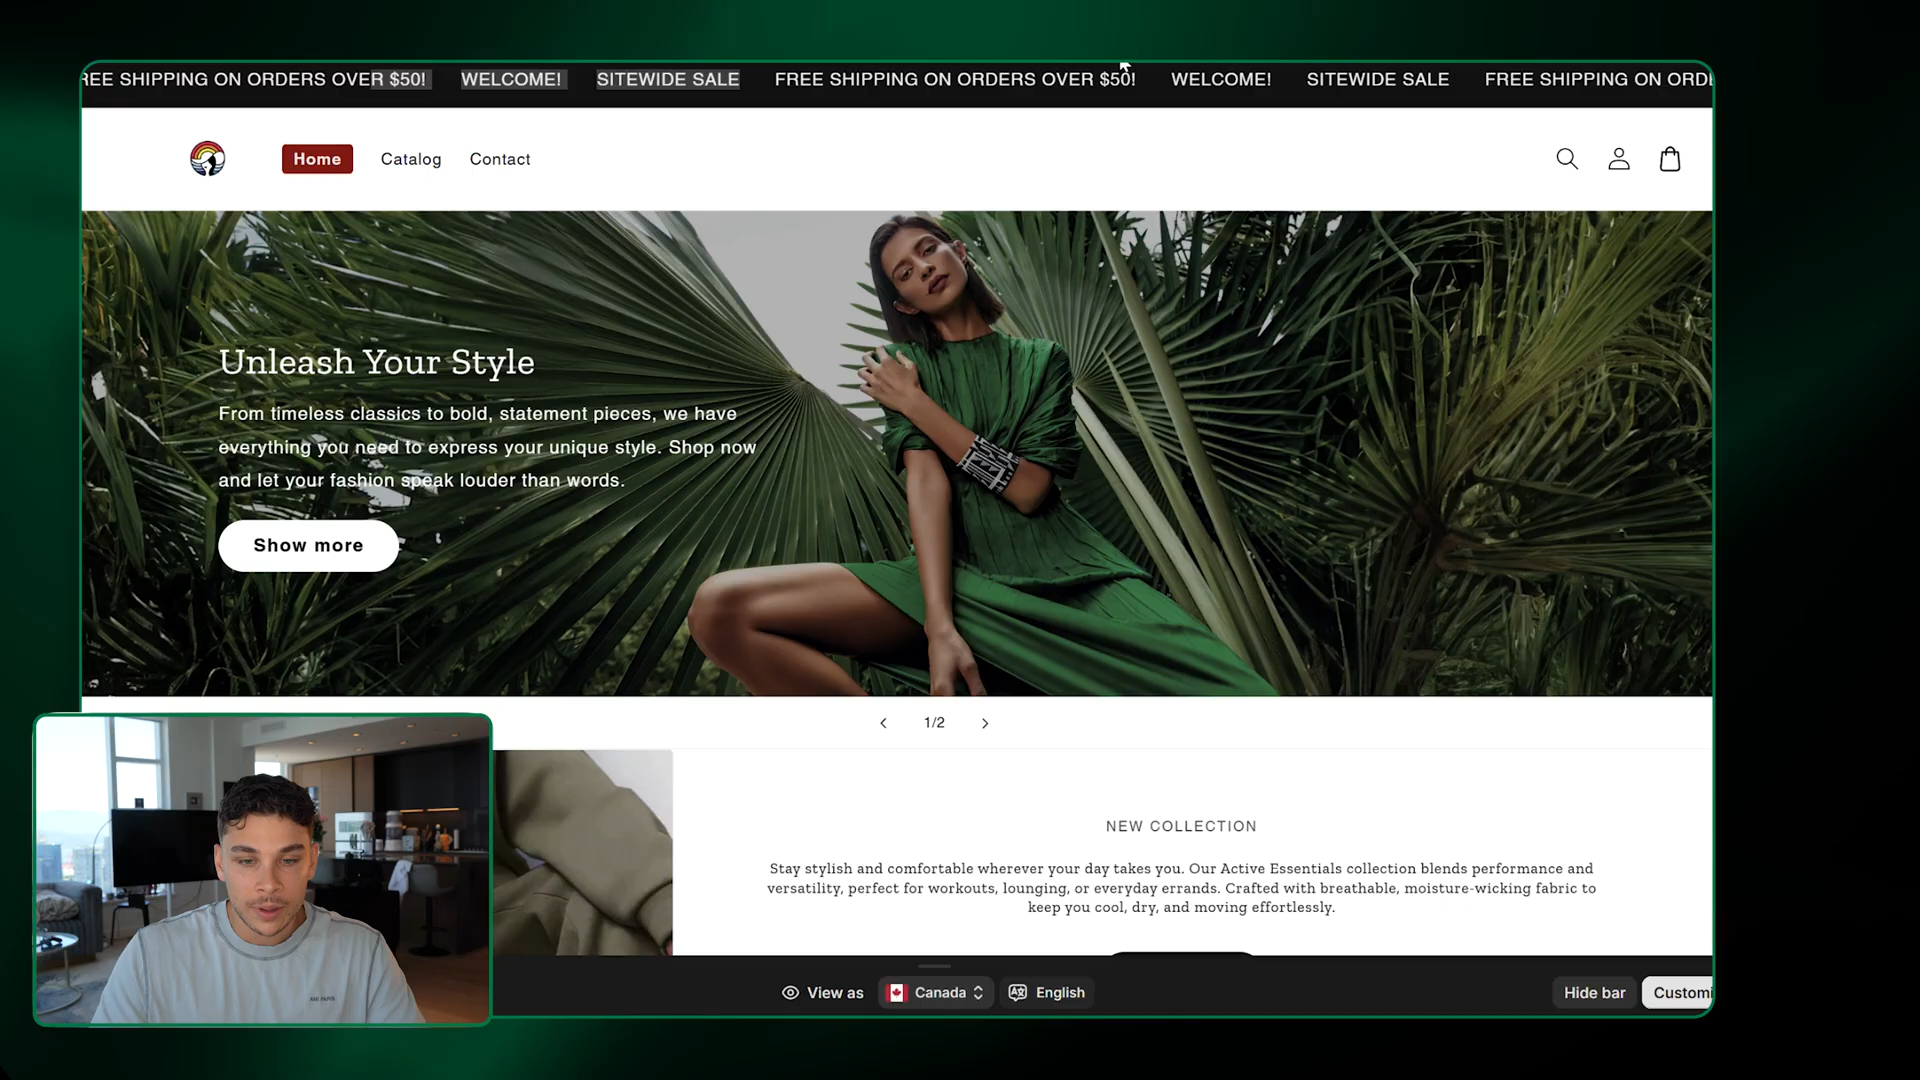 REE SHIPPING ON ORDERS OVER $50! WELCOME! SITEWIDE SALE FREE SHIPPING ON ORDERS OVER $50! WELCOME! SITEWIDE SALE FREE SHIPPING ON ORDE
Home Catalog Contact
Unleash Your Style
From timeless classics to bold, statement pieces, we have
everything you need to express your unique style. Shop now
and let your fashion speak louder than words.
Show more
1/2
NEW COLLECTION
Stay stylish and comfortable wherever your day takes you. Our Active Essentials collection blends performance and
versatility, perfect for workouts, lounging, or everyday errands. Crafted with breathable, moisture-wicking fabric to
keep you cool, dry, and moving effortlessly.
View as Canada English Hide bar Customi